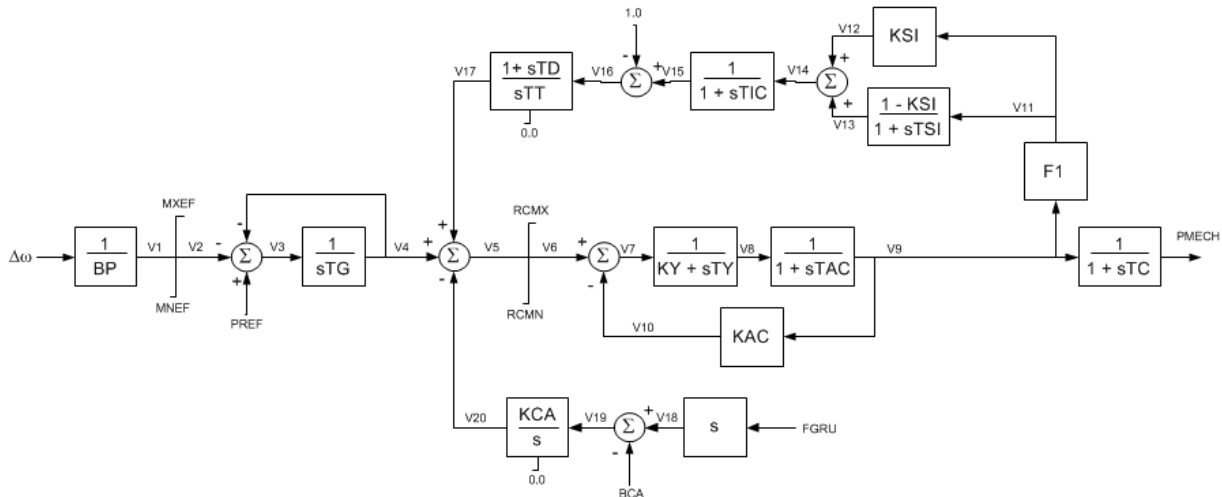 1.0
V12
KSI
V17
1 + sTD
sTT
0.0
V16
-
Σ
+
V15
1
1 + sTIC
V14
+
Σ
+
V13
1 - KSI
1 + sTSI
V11
F1
Δω
1
BP
V1
MXEF
MNEF
V2
-
-
Σ
+
PREF
V3
1
sTG
V4
+
+
Σ
-
V5
RCMX
RCMN
V6
+
Σ
-
V7
1
KY + sTY
V8
1
1 + sTAC
V9
1
1 + sTC
PMECH
V10
KAC
V20
KCA
s
0.0
V19
Σ
+
-
V18
s
FGRU
BCA